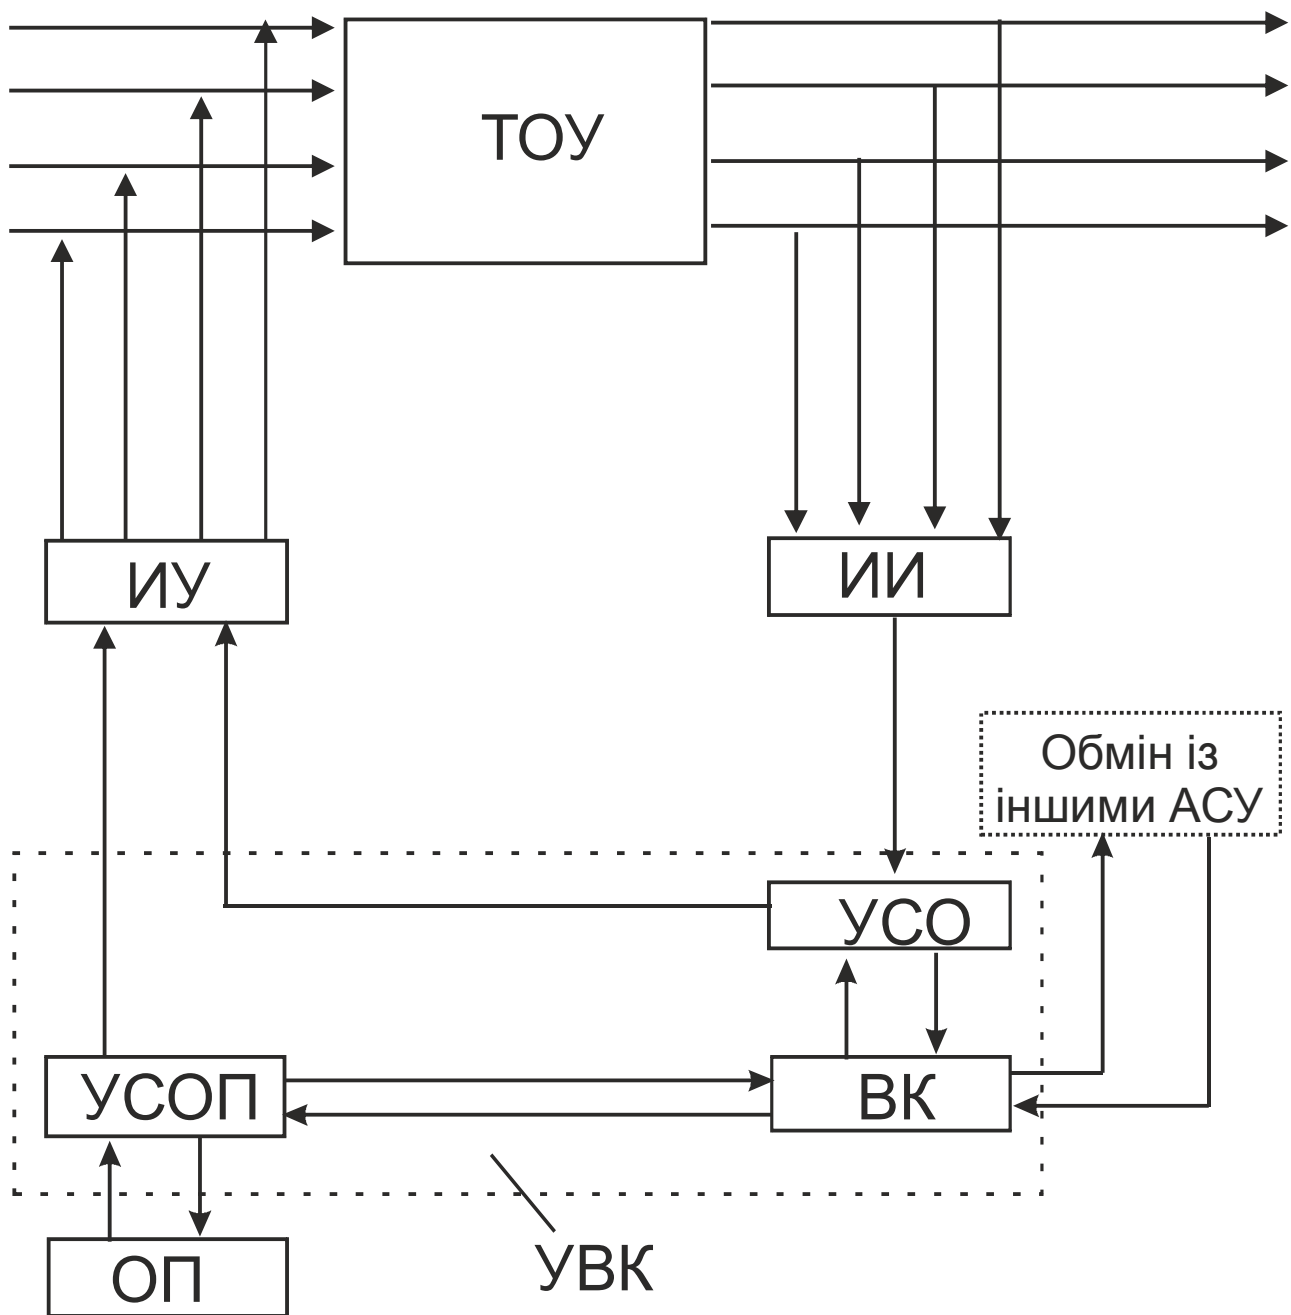 ТОУ
ИУ
ИИ
Обмін із
іншими АСУ
УСО
УСОП
ВК
УВК
ОП